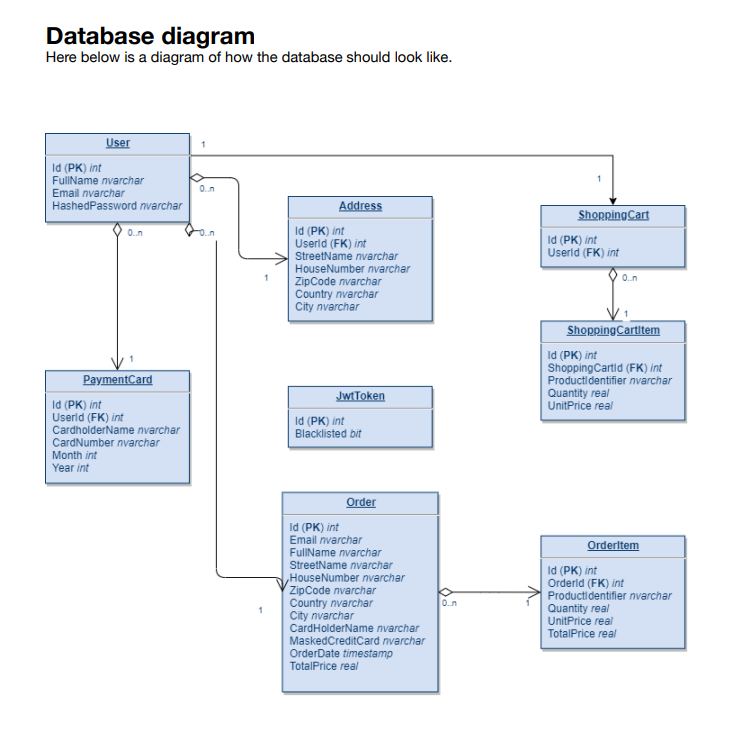 Database diagram
Here below is a diagram of how the database should look like.
User
Id (PK) int
FullName nvarchar
Email nvarchar
HashedPassword nvarchar
1
0..n
0..n
0..n
Address
Id (PK) int
UserId (FK) int
StreetName nvarchar
HouseNumber nvarchar
ZipCode nvarchar
Country nvarchar
City nvarchar
1
1
ShoppingCart
Id (PK) int
UserId (FK) int
0..n
1
ShoppingCartItem
Id (PK) int
ShoppingCartId (FK) int
ProductIdentifier nvarchar
Quantity real
UnitPrice real
1
PaymentCard
Id (PK) int
UserId (FK) int
CardholderName nvarchar
CardNumber nvarchar
Month int
Year int
JwtToken
Id (PK) int
Blacklisted bit
Order
Id (PK) int
Email nvarchar
FullName nvarchar
StreetName nvarchar
HouseNumber nvarchar
ZipCode nvarchar
Country nvarchar
City nvarchar
CardHolderName nvarchar
MaskedCreditCard nvarchar
OrderDate timestamp
TotalPrice real
1
0..n
1
OrderItem
Id (PK) int
OrderId (FK) int
ProductIdentifier nvarchar
Quantity real
UnitPrice real
TotalPrice real